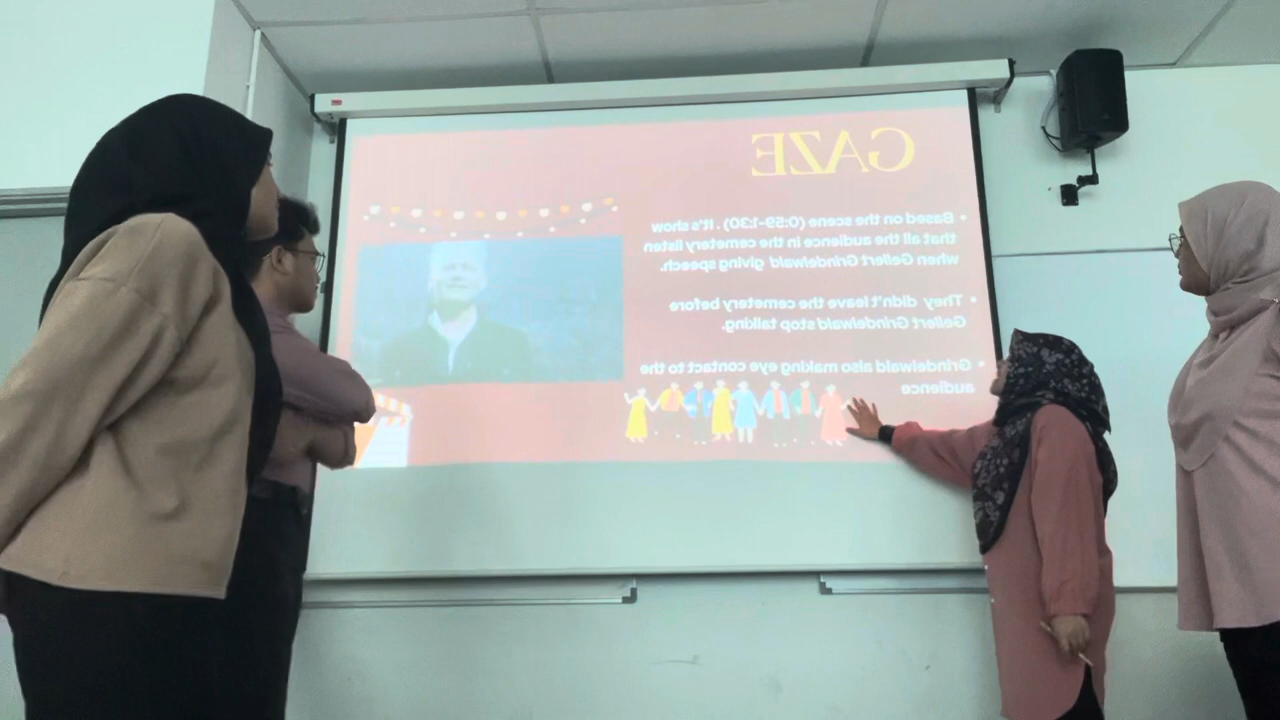 GAZE
• Based on the scene (0:59-1:30) . It's show
that all the audience in the cemetery listen
when Gellert Grindelwald giving speech.
• They didn't leave the cemetery before
Gellert Grindelwald stop talking.
• Grindelwald also making eye contact to the
audience